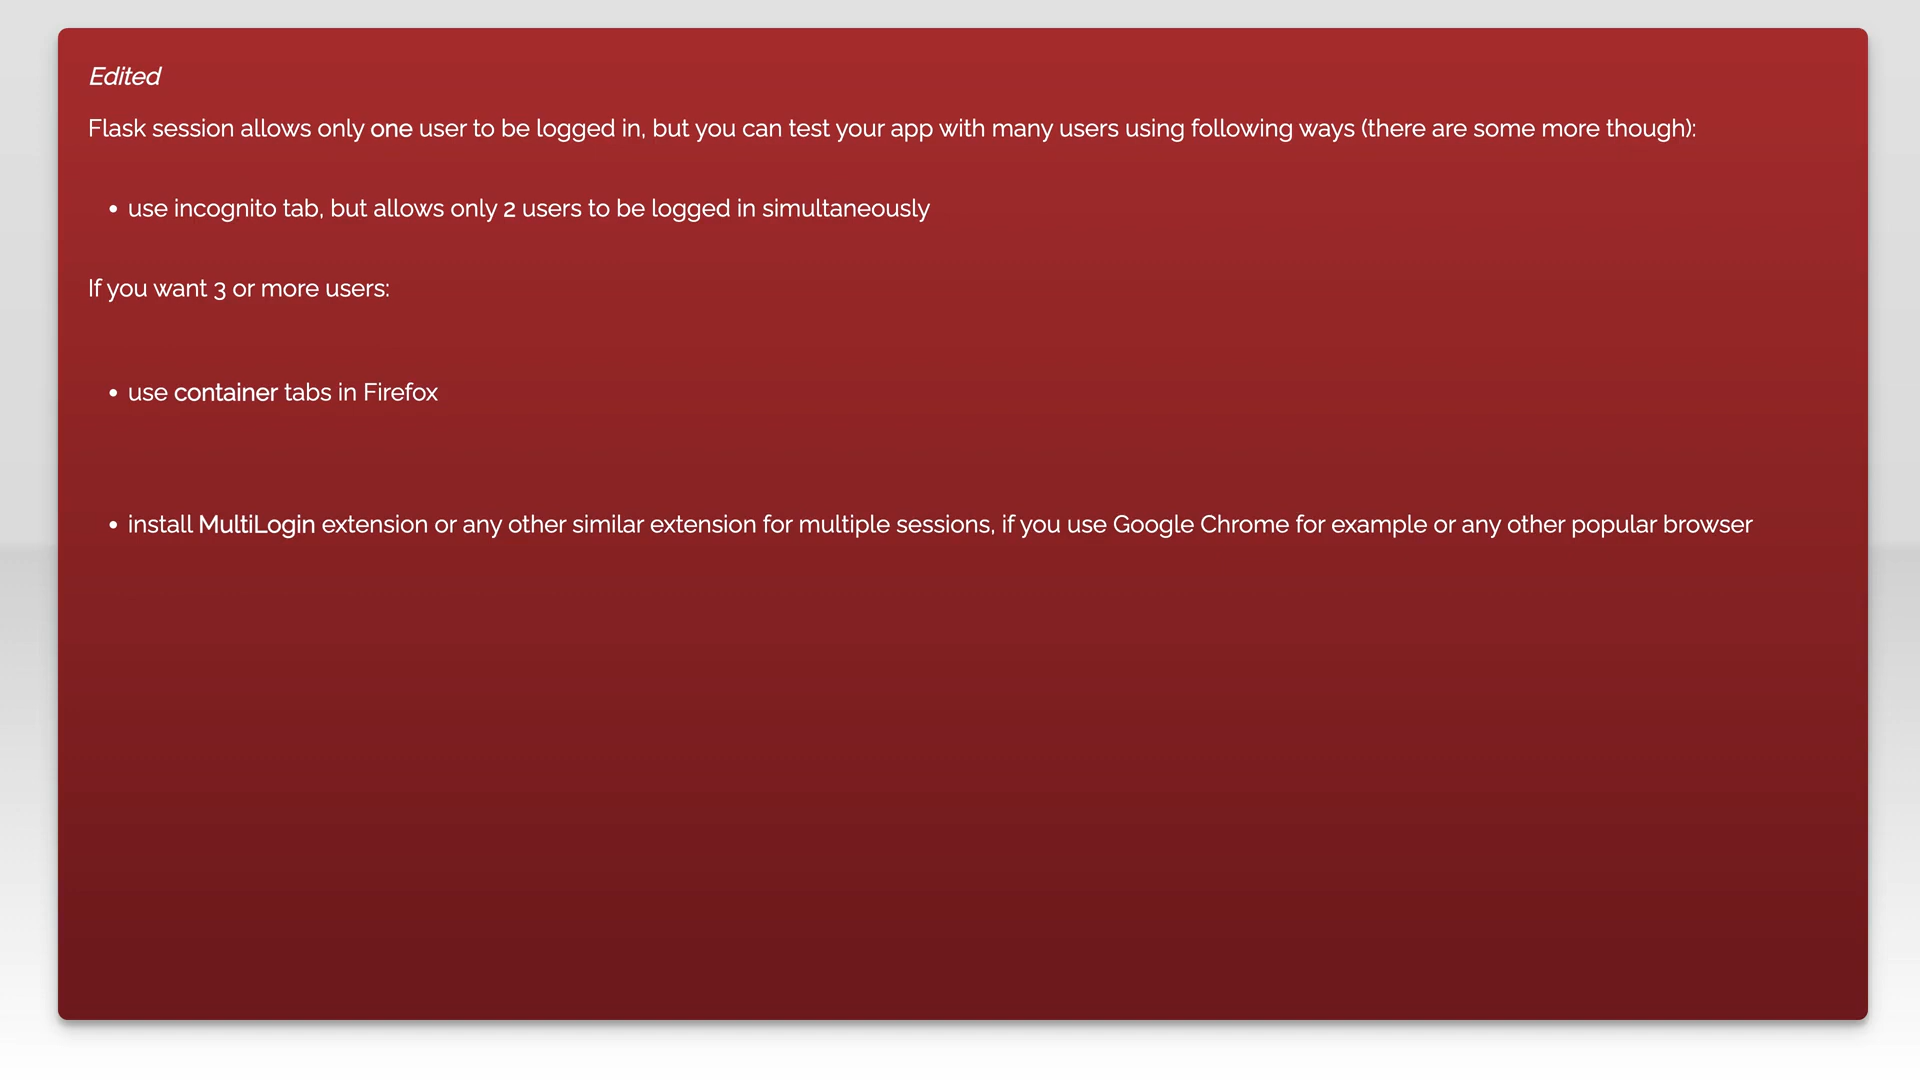 Edited
Flask session allows only one user to be logged in, but you can test your app with many users using following ways (there are some more though):
• use incognito tab, but allows only 2 users to be logged in simultaneously
If you want 3 or more users:
• use container tabs in Firefox
• install MultiLogin extension or any other similar extension for multiple sessions, if you use Google Chrome for example or any other popular browser